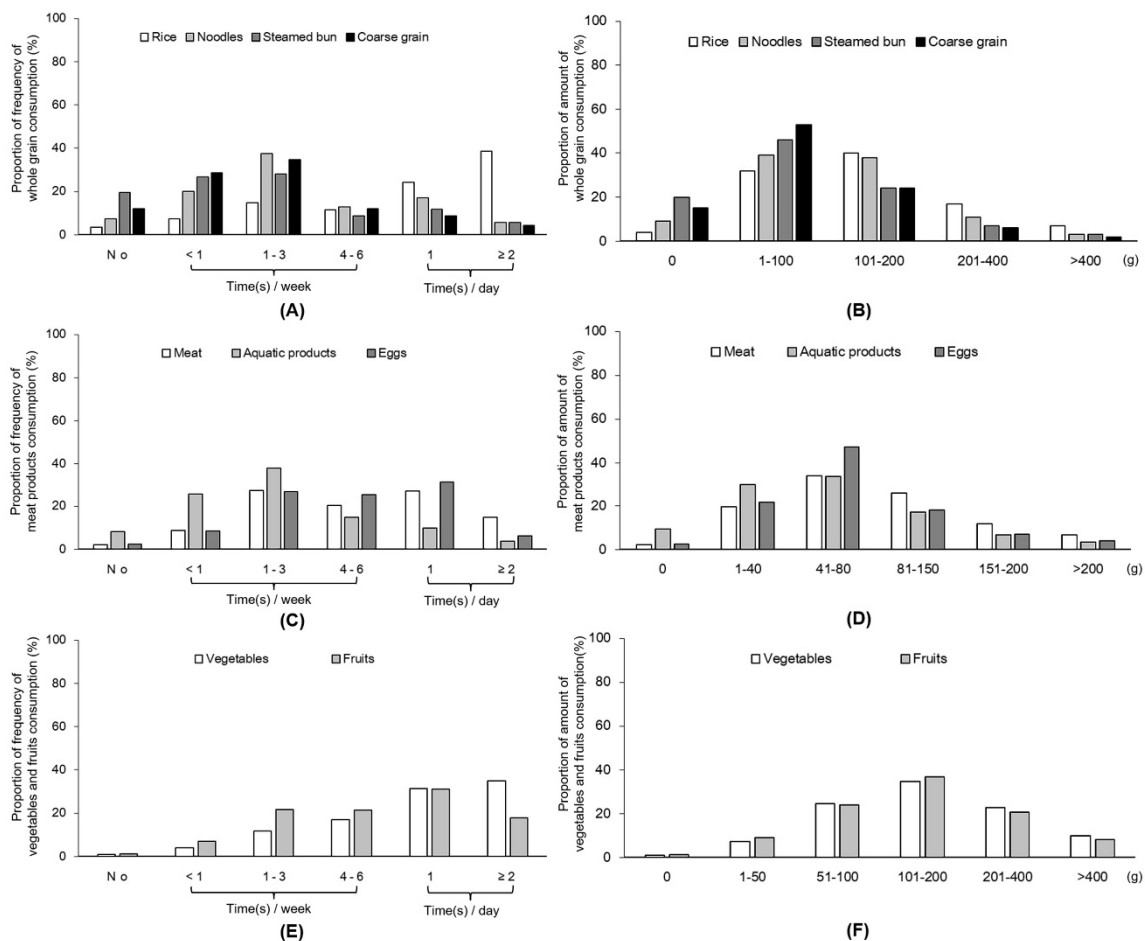 Proportion of frequency of
whole grain consumption (%)
100
80
60
40
20
0
Rice Noodles Steamed bun Coarse grain
No < 1 1 - 3 4 - 6 1 ≥ 2
Time(s) / week Time(s) / day
(A)
Proportion of amount of
whole grain consumption (%)
100
80
60
40
20
0
Rice Noodles Steamed bun Coarse grain
0 1-100 101-200 201-400 >400 (g)
(B)
Proportion of frequency of
meat products consumption (%)
100
80
60
40
20
0
Meat Aquatic products Eggs
No < 1 1 - 3 4 - 6 1 ≥ 2
Time(s) / week Time(s) / day
(C)
Proportion of amount of
meat products consumption (%)
100
80
60
40
20
0
Meat Aquatic products Eggs
0 1-40 41-80 81-150 151-200 >200 (g)
(D)
Proportion of frequency of
vegetables and fruits consumption (%)
100
80
60
40
20
0
Vegetables Fruits
No < 1 1 - 3 4 - 6 1 ≥ 2
Time(s) / week Time(s) / day
(E)
Proportion of amount of
vegetables and fruits consumption(%)
100
80
60
40
20
0
Vegetables Fruits
0 1-50 51-100 101-200 201-400 >400 (g)
(F)